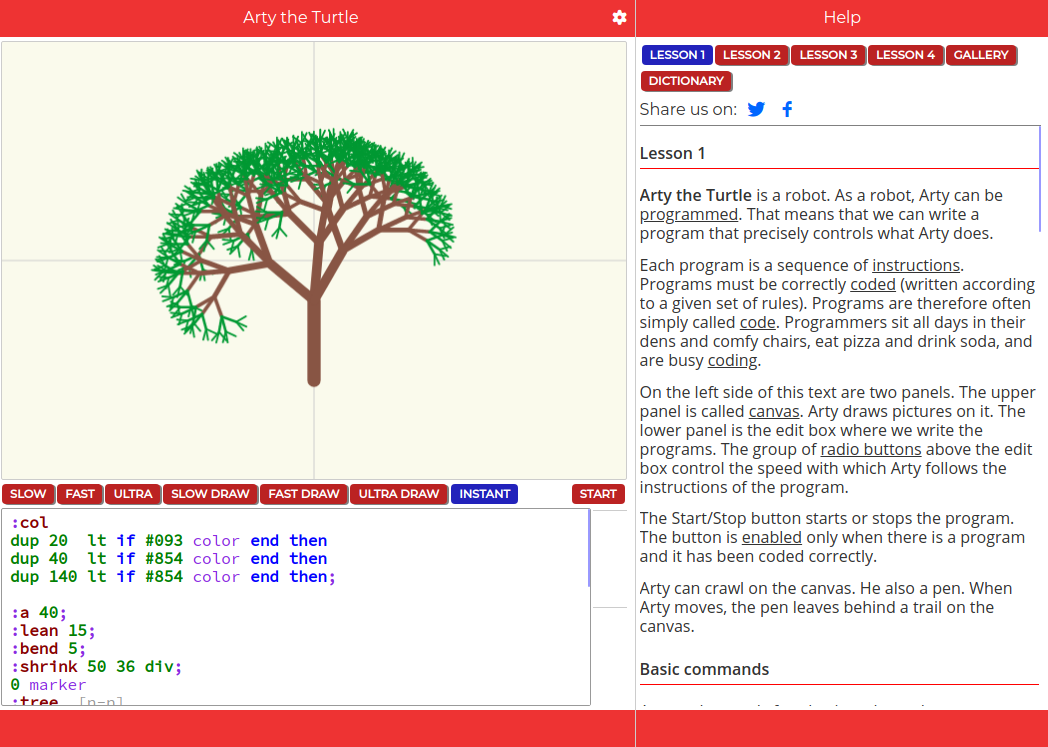 Arty the Turtle
Help
LESSON 1 LESSON 2 LESSON 3 LESSON 4 GALLERY
DICTIONARY
Share us on:
Lesson 1
Arty the Turtle is a robot. As a robot, Arty can be
programmed. That means that we can write a
program that precisely controls what Arty does.
Each program is a sequence of instructions.
Programs must be correctly coded (written according
to a given set of rules). Programs are therefore often
simply called code. Programmers sit all days in their
dens and comfy chairs, eat pizza and drink soda, and
are busy coding.
On the left side of this text are two panels. The upper
panel is called canvas. Arty draws pictures on it. The
lower panel is the edit box where we write the
programs. The group of radio buttons above the edit
box control the speed with which Arty follows the
instructions of the program.
The Start/Stop button starts or stops the program.
The button is enabled only when there is a program
and it has been coded correctly.
Arty can crawl on the canvas. He also a pen. When
Arty moves, the pen leaves behind a trail on the
canvas.
Basic commands
SLOW FAST ULTRA SLOW DRAW FAST DRAW ULTRA DRAW INSTANT START
:col
dup 20  lt if #093 color end then
dup 40  lt if #854 color end then
dup 140 lt if #854 color end then;
:a 40;
:lean 15;
:bend 5;
:shrink 50 36 div;
0 marker
:tree  [n=n]